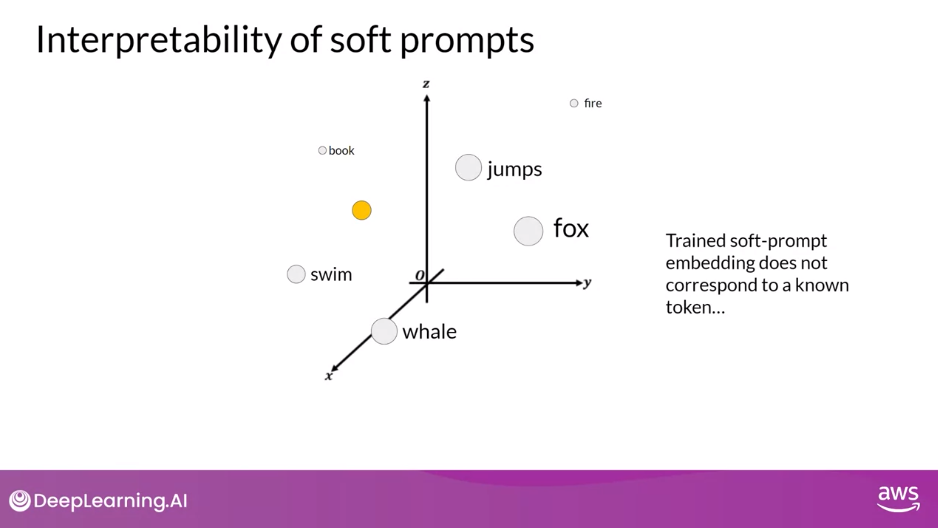 Interpretability of soft prompts
z
fire
book
jumps
fox
swim
O
y
whale
x
Trained soft-prompt
embedding does not
correspond to a known
token...
DeepLearning.AI
aws